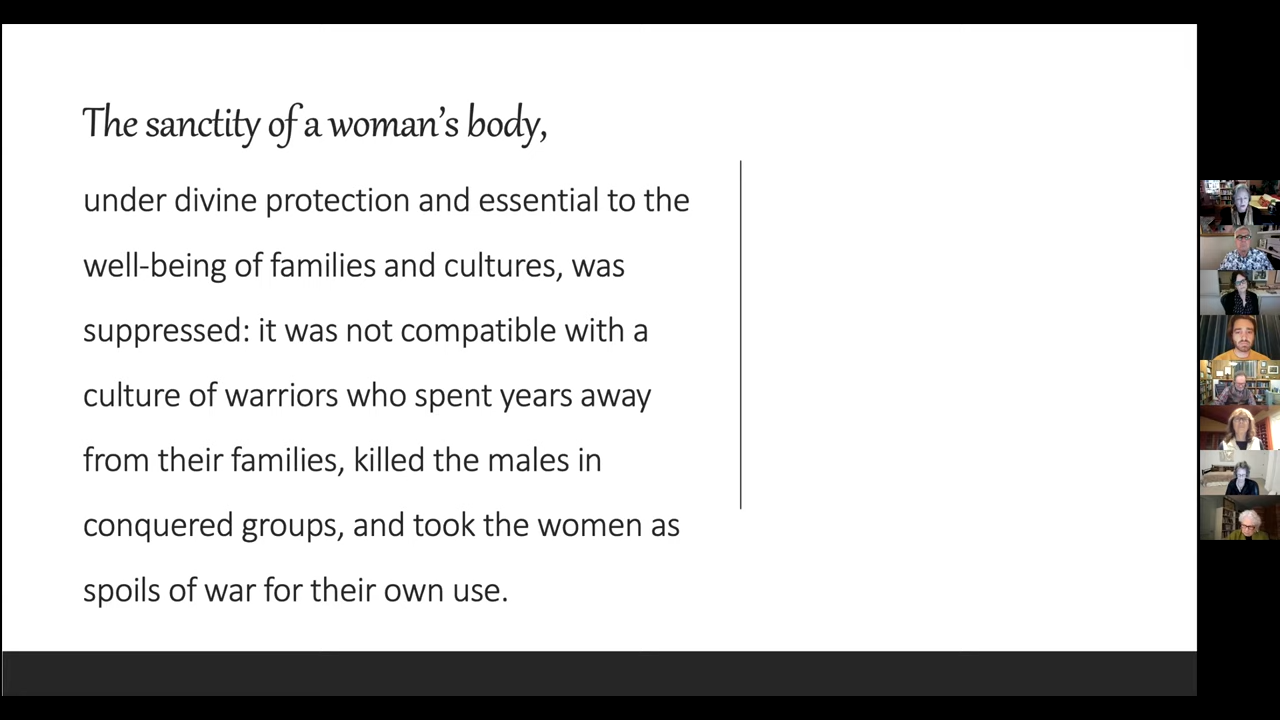 The sanctity of a woman's body,
under divine protection and essential to the
well-being of families and cultures, was
suppressed: it was not compatible with a
culture of warriors who spent years away
from their families, killed the males in
conquered groups, and took the women as
spoils of war for their own use.